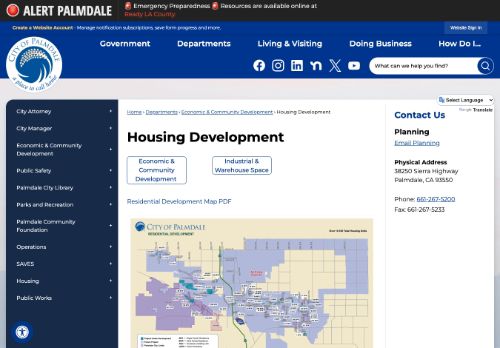 ALERT PALMDALE
🚨 Emergency Preparedness 🚨 Resources are available online at
Ready LA County.
Create a Website Account - Manage notification subscriptions, save form progress and more.
Website Sign In
CITY OF PALMDALE
a place to call home
Government
Departments
Living & Visiting
Doing Business
How Do I...
What can we help you find?
Select Language
Translate
City Attorney
City Manager
Economic & Community
Development
Public Safety
Palmdale City Library
Parks and Recreation
Palmdale Community
Foundation
Operations
SAVES
Housing
Public Works
Home › Departments › Economic & Community Development › Housing Development
Housing Development
Economic &
Community
Development
Industrial &
Warehouse Space
Residential Development Map PDF
CITY OF PALMDALE
RESIDENTIAL DEVELOPMENT
Contact Us
Planning
Email Planning
Physical Address
38250 Sierra Highway
Palmdale, CA 93550
Phone: 661-267-5200
Fax: 661-267-5233